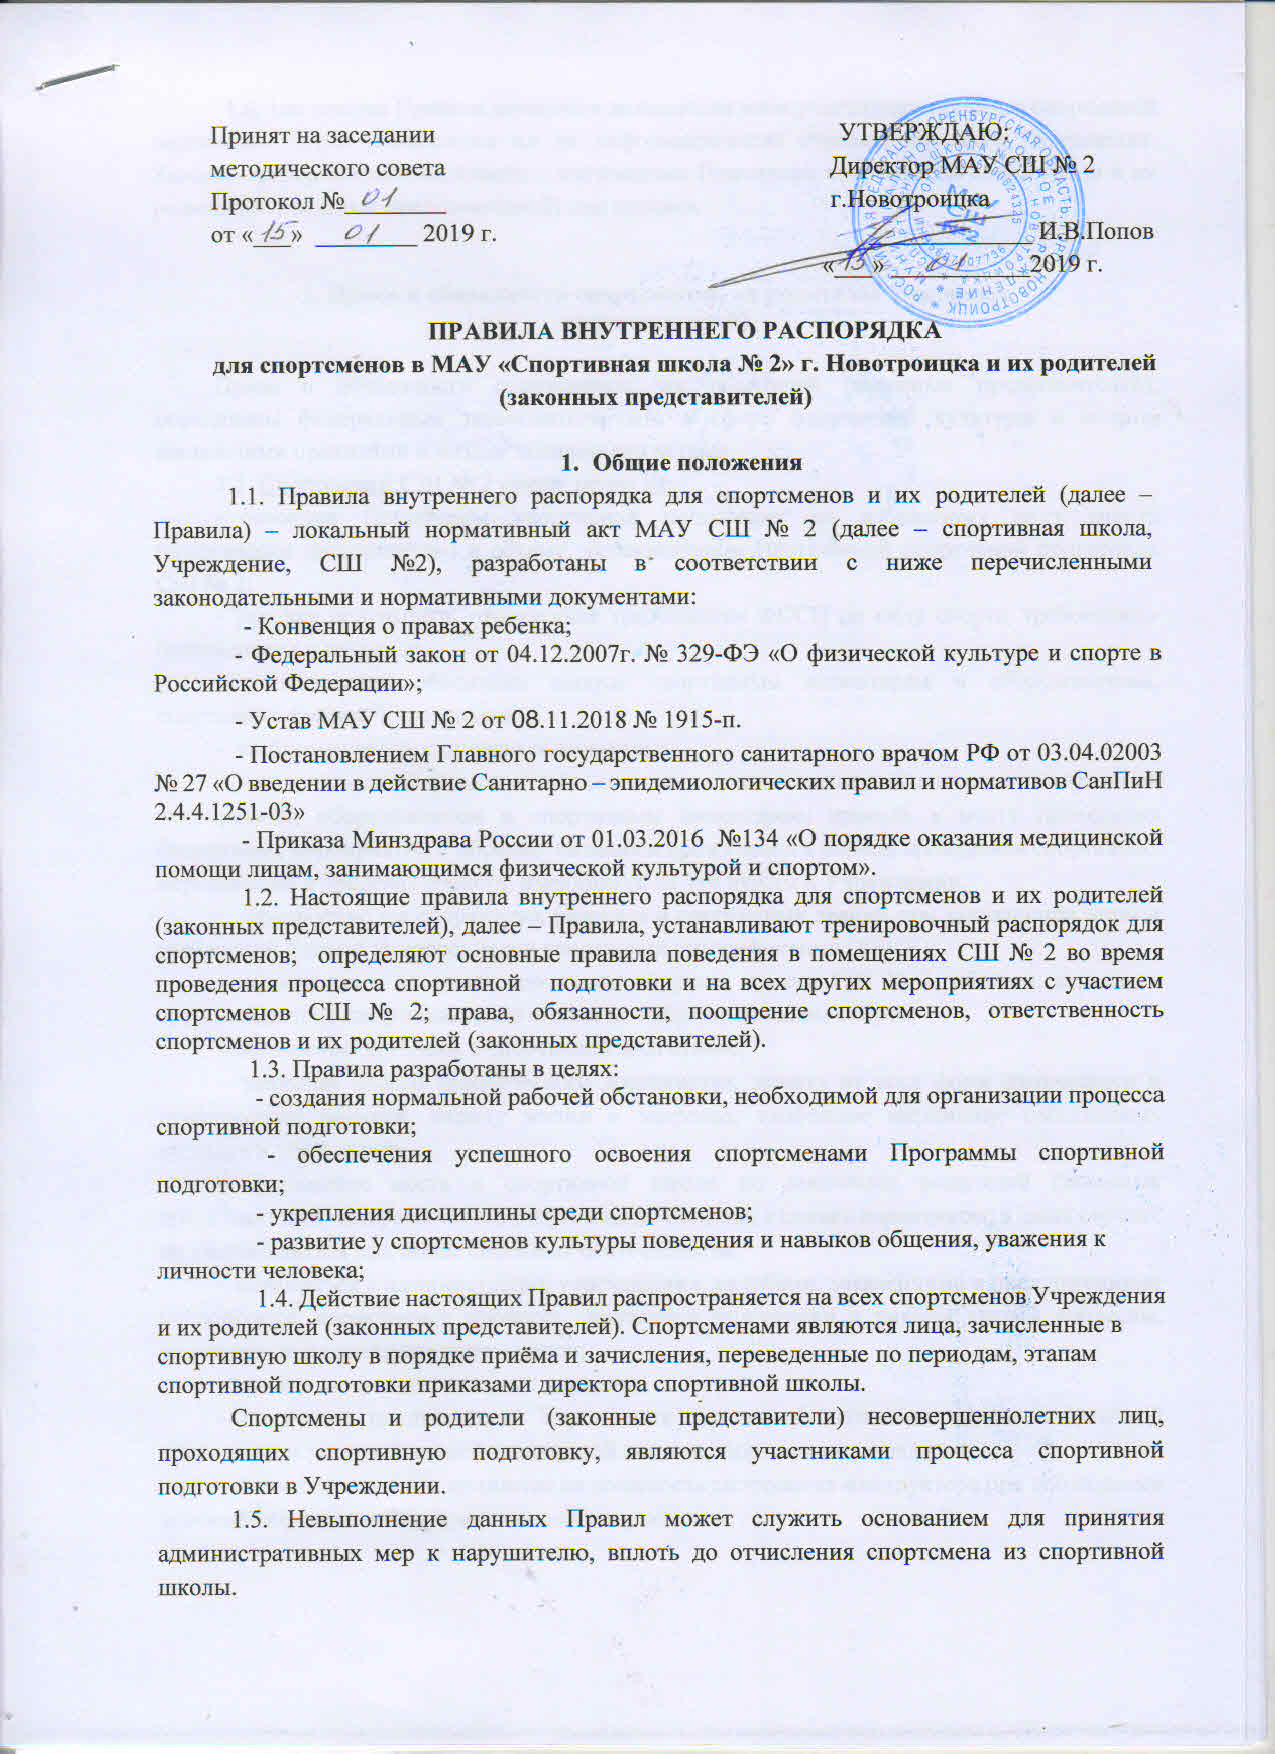 Принят на заседании
методического совета
Протокол № 01
от «15» 01 2019 г.
УТВЕРЖДАЮ:
Директор МАУ СШ № 2
г.Новотроицка
И.В.Попов
«15» 01 2019 г.
МАУ
СШ
№2
ПРАВИЛА ВНУТРЕННЕГО РАСПОРЯДКА
для спортсменов в МАУ «Спортивная школа № 2» г. Новотроицка и их родителей
(законных представителей)
1. Общие положения
1.1. Правила внутреннего распорядка для спортсменов и их родителей (далее –
Правила) – локальный нормативный акт МАУ СШ № 2 (далее – спортивная школа,
Учреждение, СШ №2), разработаны в соответствии с ниже перечисленными
законодательными и нормативными документами:
- Конвенция о правах ребенка;
- Федеральный закон от 04.12.2007г. № 329-ФЭ «О физической культуре и спорте в
Российской Федерации»;
- Устав МАУ СШ № 2 от 08.11.2018 № 1915-п.
- Постановлением Главного государственного санитарного врачом РФ от 03.04.02003
№ 27 «О введении в действие Санитарно – эпидемиологических правил и нормативов СанПиН
2.4.4.1251-03»
- Приказа Минздрава России от 01.03.2016 №134 «О порядке оказания медицинской
помощи лицам, занимающимся физической культурой и спортом».
1.2. Настоящие правила внутреннего распорядка для спортсменов и их родителей
(законных представителей), далее – Правила, устанавливают тренировочный распорядок для
спортсменов; определяют основные правила поведения в помещениях СШ № 2 во время
проведения процесса спортивной подготовки и на всех других мероприятиях с участием
спортсменов СШ № 2; права, обязанности, поощрение спортсменов, ответственность
спортсменов и их родителей (законных представителей).
1.3. Правила разработаны в целях:
- создания нормальной рабочей обстановки, необходимой для организации процесса
спортивной подготовки;
- обеспечения успешного освоения спортсменами Программы спортивной
подготовки;
- укрепления дисциплины среди спортсменов;
- развитие у спортсменов культуры поведения и навыков общения, уважения к
личности человека;
1.4. Действие настоящих Правил распространяется на всех спортсменов Учреждения
и их родителей (законных представителей). Спортсменами являются лица, зачисленные в
спортивную школу в порядке приёма и зачисления, переведенные по периодам, этапам
спортивной подготовки приказами директора спортивной школы.
Спортсмены и родители (законные представители) несовершеннолетних лиц,
проходящих спортивную подготовку, являются участниками процесса спортивной
подготовки в Учреждении.
1.5. Невыполнение данных Правил может служить основанием для принятия
административных мер к нарушителю, вплоть до отчисления спортсмена из спортивной
школы.